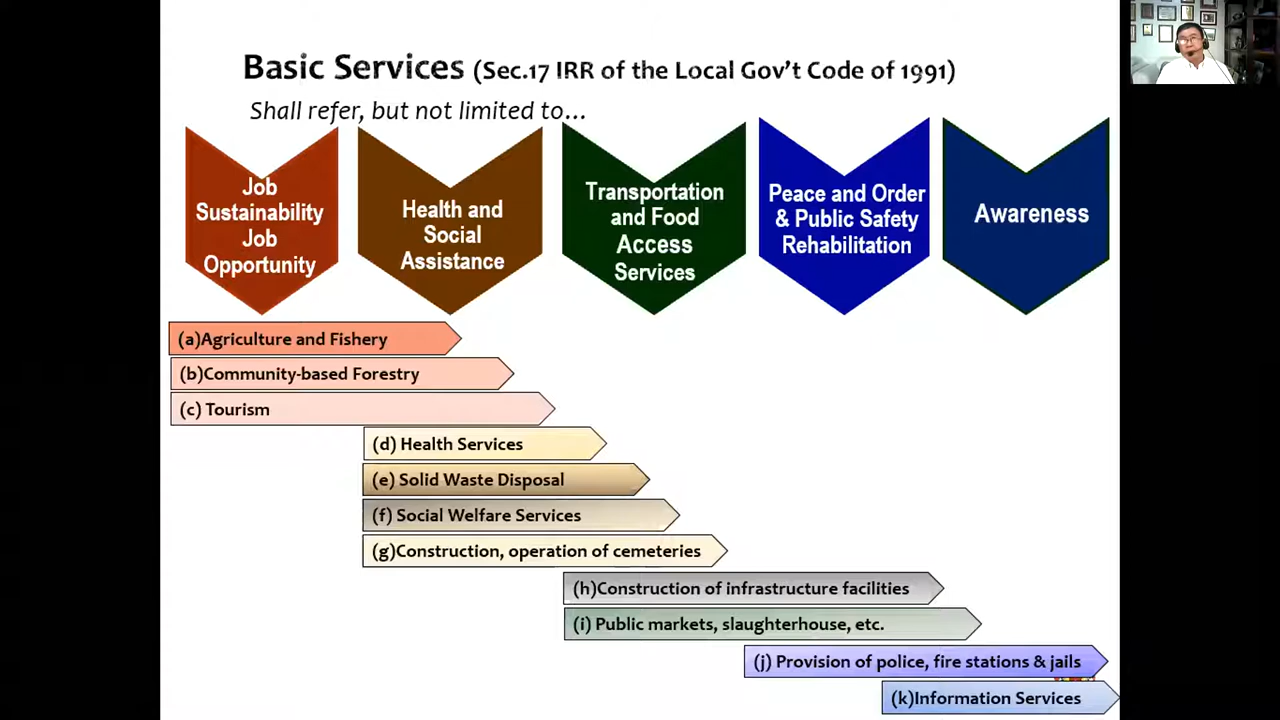 Basic Services (Sec.17 IRR of the Local Gov't Code of 1991)
Shall refer, but not limited to...
Job
Sustainability
Job
Opportunity
Health and
Social
Assistance
Transportation
and Food
Access
Services
Peace and Order
& Public Safety
Rehabilitation
Awareness
(a)Agriculture and Fishery
(b)Community-based Forestry
(c) Tourism
(d) Health Services
(e) Solid Waste Disposal
(f) Social Welfare Services
(g)Construction, operation of cemeteries
(h)Construction of infrastructure facilities
(i) Public markets, slaughterhouse, etc.
(j) Provision of police, fire stations & jails
(k)Information Services